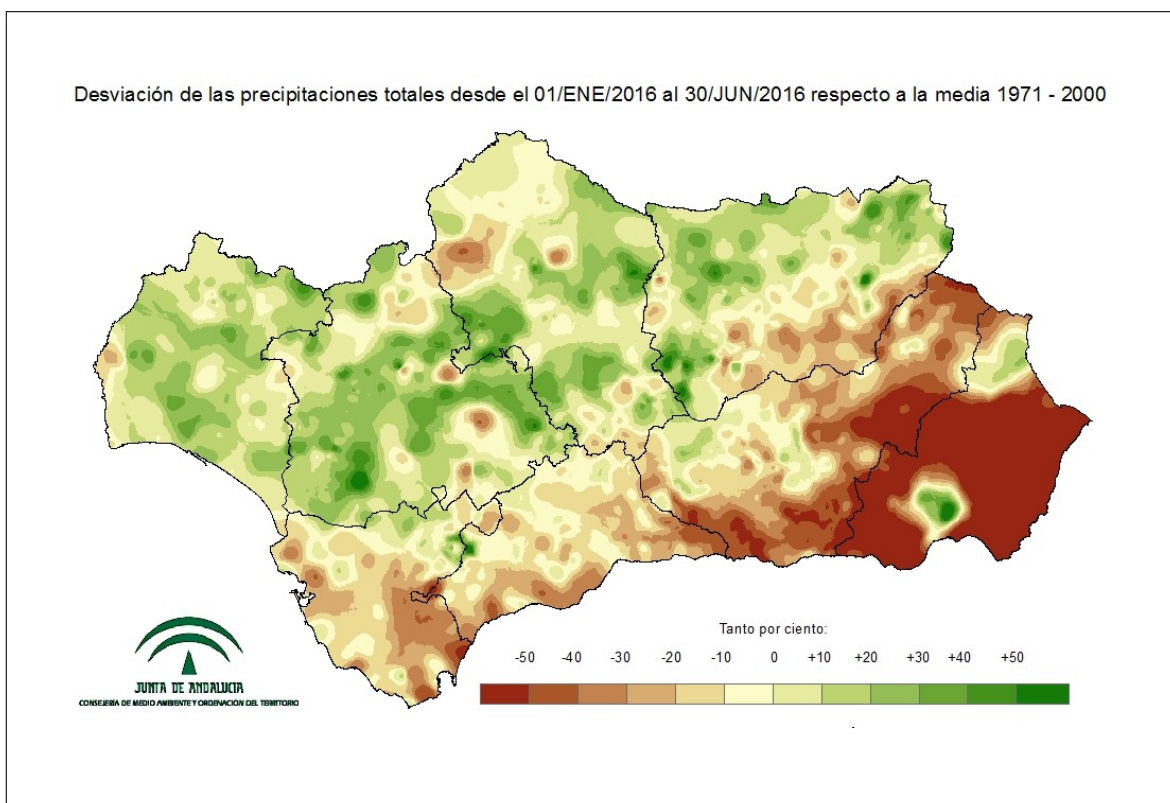 Desviación de las precipitaciones totales desde el 01/ENE/2016 al 30/JUN/2016 respecto a la media 1971 - 2000
Tanto por ciento:
-50 -40 -30 -20 -10 0 +10 +20 +30 +40 +50
JUNTA DE ANDALUCIA
CONSEJERÍA DE MEDIO AMBIENTE Y ORDENACIÓN DEL TERRITORIO